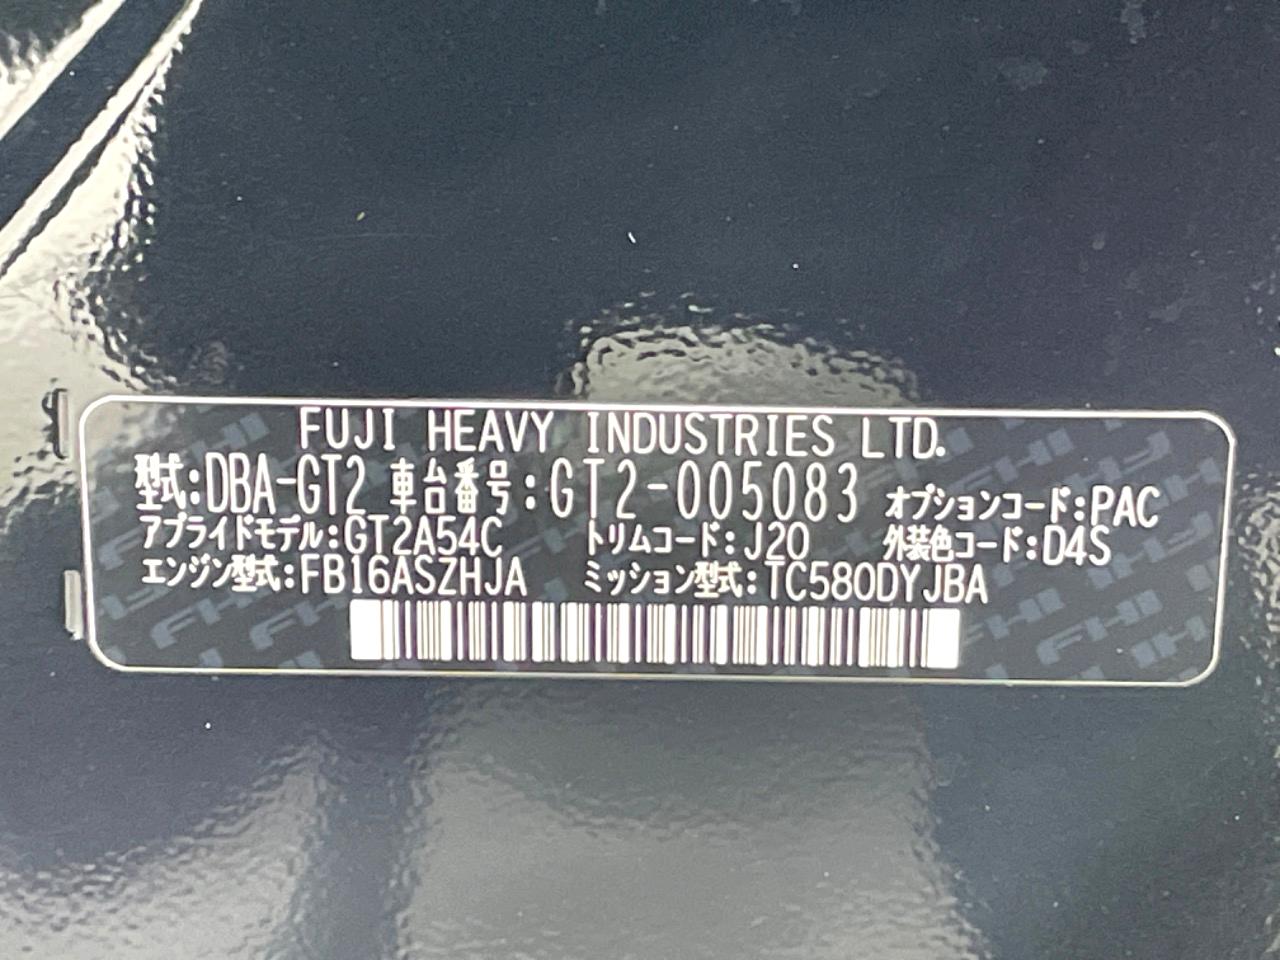 FUJI HEAVY INDUSTRIES LTD.
型式:DBA-GT2 車台番号:GT2-005083 オプションコード:PAC
アプライドモデル:GT2A54C トリムコード:J20 外装色コード:D4S
エンジン型式:FB16ASZHJA ミッション型式:TC580DYJBA